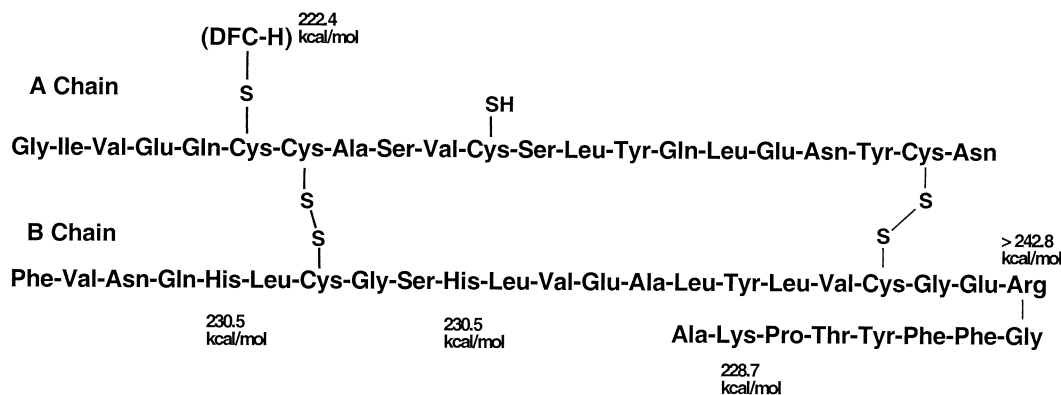 222.4
(DFC-H) kcal/mol
A Chain
S
SH
Gly-Ile-Val-Glu-Gln-Cys-Cys-Ala-Ser-Val-Cys-Ser-Leu-Tyr-Gln-Leu-Glu-Asn-Tyr-Cys-Asn
S
S
S
S
B Chain
> 242.8
kcal/mol
Phe-Val-Asn-Gln-His-Leu-Cys-Gly-Ser-His-Leu-Val-Glu-Ala-Leu-Tyr-Leu-Val-Cys-Gly-Glu-Arg
230.5
kcal/mol
230.5
kcal/mol
Ala-Lys-Pro-Thr-Tyr-Phe-Phe-Gly
228.7
kcal/mol